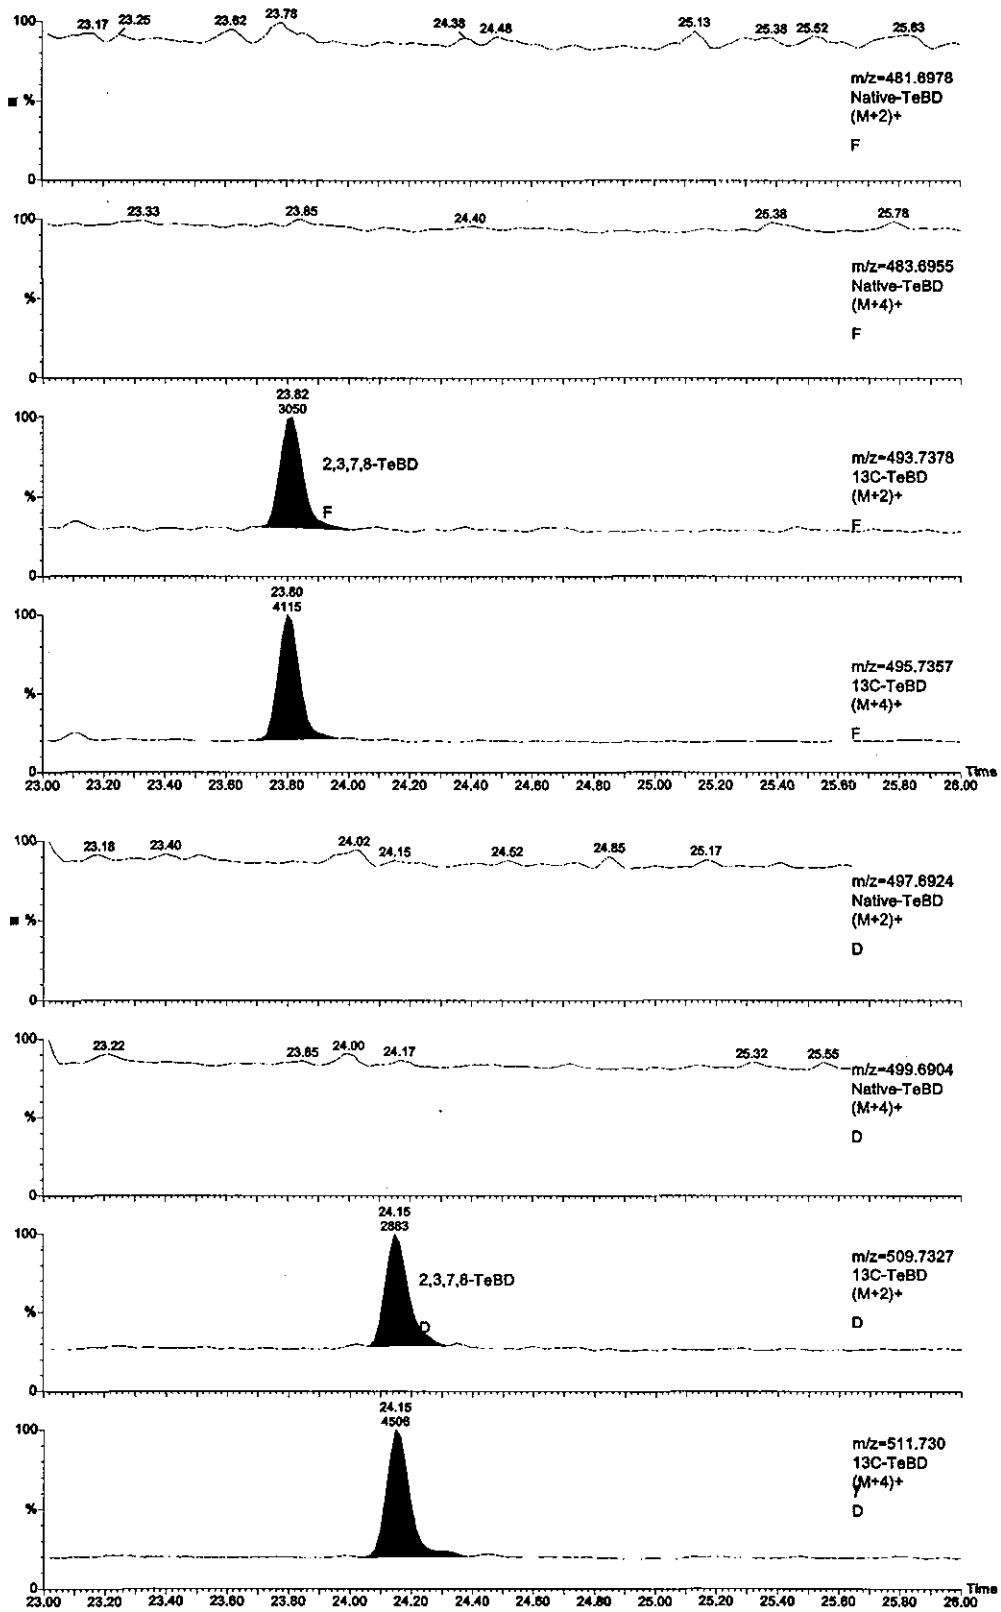 100
23.17
23.25
23.62
23.78
24.38
24.48
25.13
25.38
25.52
25.83
m/z=481.6978
%
Native-TeBD
(M+2)+
F
0
100
23.33
23.85
24.40
25.38
25.78
m/z=483.6955
%
Native-TeBD
(M+4)+
F
0
23.82
100
3050
2,3,7,8-TeBD
m/z=493.7378
13C-TeBD
%
(M+2)+
F
F
0
23.80
100
4115
m/z=495.7357
13C-TeBD
%
(M+4)+
F
0
Time
23.00 23.20 23.40 23.60 23.80 24.00 24.20 24.40 24.60 24.80 25.00 25.20 25.40 25.60 25.80 26.00
100
23.18
23.40
24.02
24.15
24.52
24.85
25.17
m/z=497.6924
Native-TeBD
%
(M+2)+
D
0
100
23.22
23.85
24.00
24.17
25.32
25.55
m/z=499.6904
Native-TeBD
%
(M+4)+
D
0
24.15
100
2883
2,3,7,8-TeBD
m/z=509.7327
13C-TeBD
%
(M+2)+
D
D
0
24.15
100
4506
m/z=511.730
13C-TeBD
%
(M+4)+
7
D
0
Time
23.00 23.20 23.40 23.60 23.80 24.00 24.20 24.40 24.60 24.80 25.00 25.20 25.40 25.60 25.80 26.00